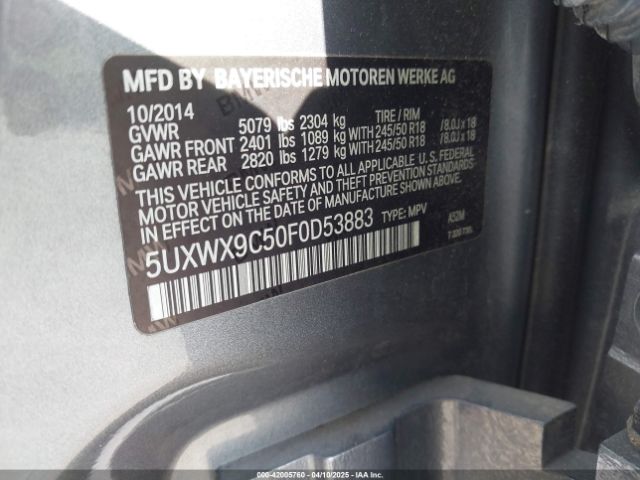 MFD BY BAYERISCHE MOTOREN WERKE AG
10/2014 TIRE / RIM
GVWR 5079 lbs 2304 kg
GAWR FRONT 2401 lbs 1089 kg WITH 245/50 R18 / 8.0J x 18
GAWR REAR 2820 lbs 1279 kg WITH 245/50 R18 / 8.0J x 18
THIS VEHICLE CONFORMS TO ALL APPLICABLE U.S. FEDERAL
MOTOR VEHICLE SAFETY AND THEFT PREVENTION STANDARDS
IN EFFECT ON THE DATE OF MANUFACTURE SHOWN ABOVE.
5UXWX9C50F0D53883 TYPE: MPV
000-42005760 - 04/10/2025 - IAAI.COM